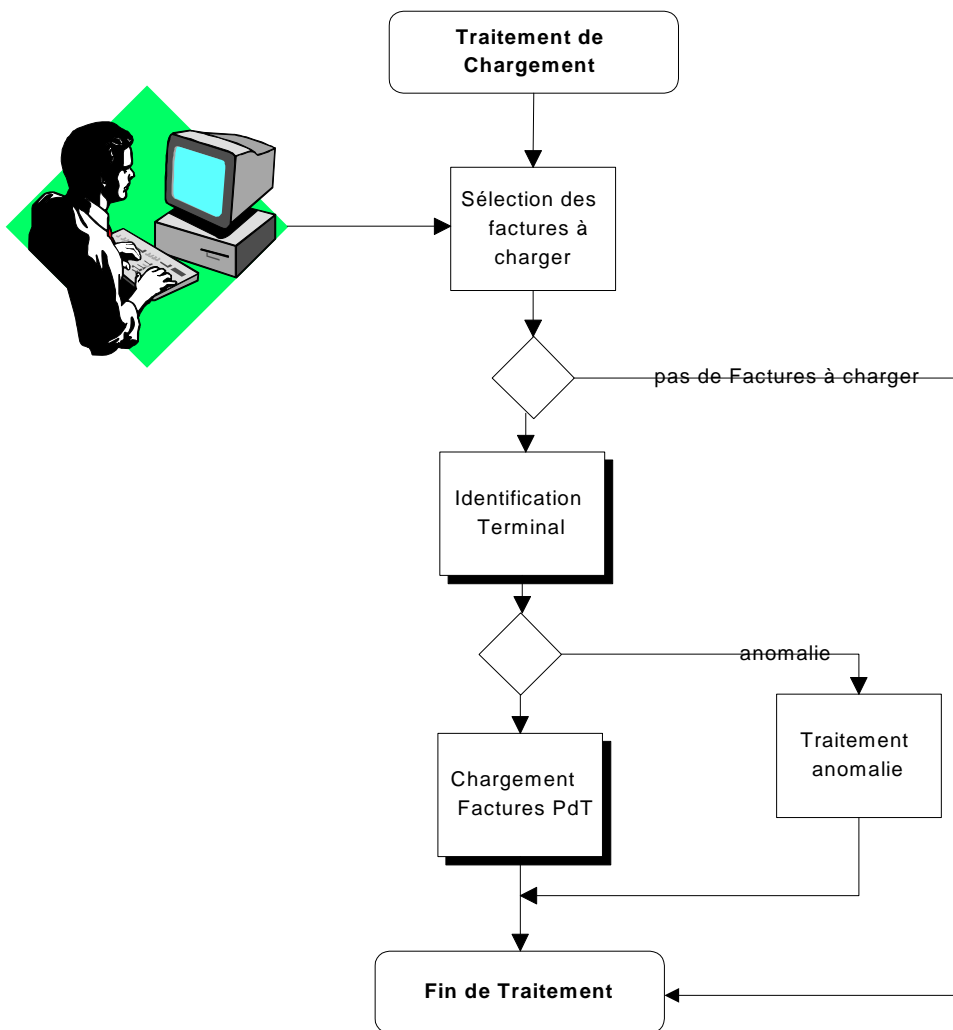 Traitement de
Chargement
Sélection des
factures à
charger
pas de Factures à charger
Identification
Terminal
anomalie
Traitement
anomalie
Chargement
Factures PdT
Fin de Traitement